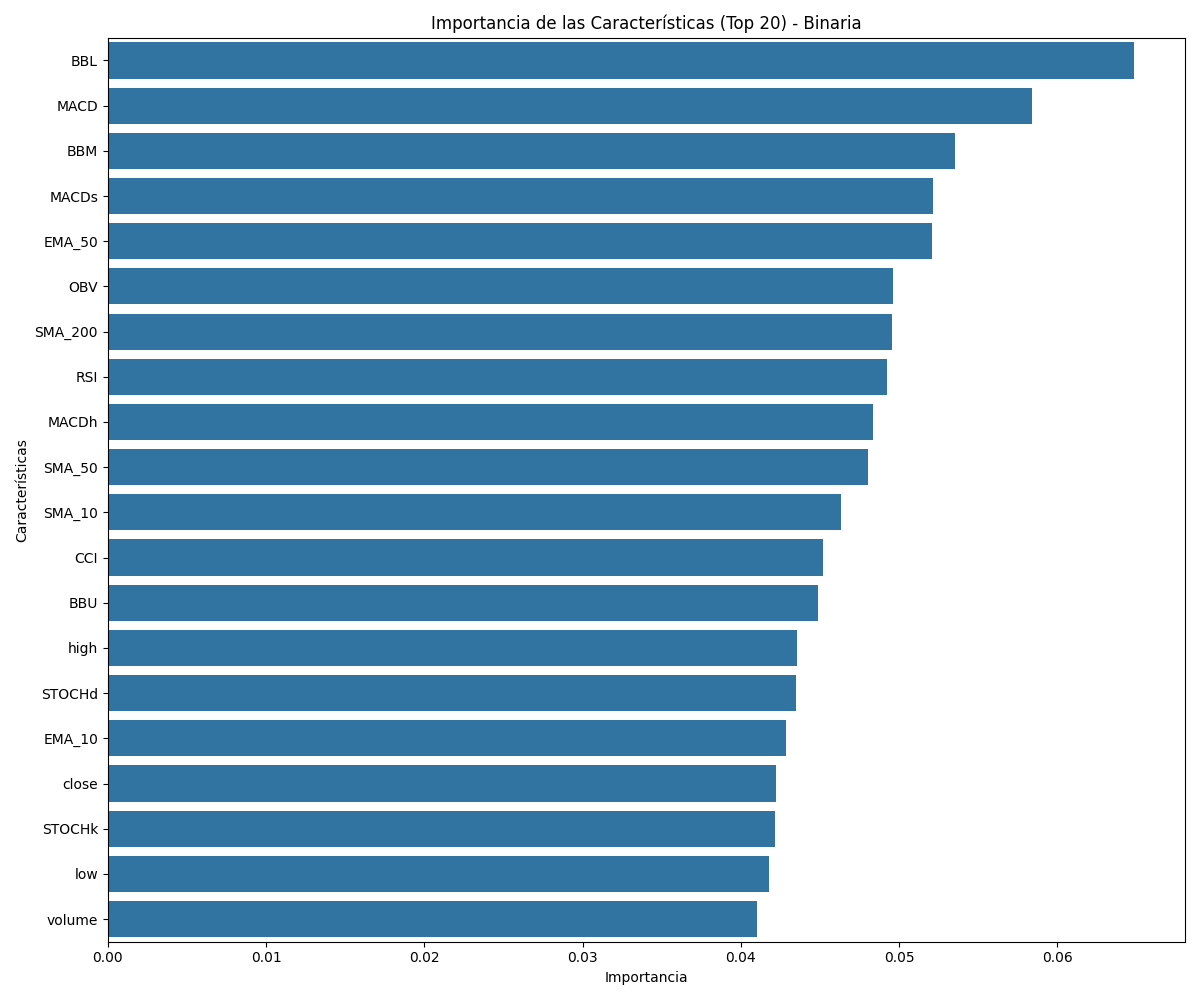 Importancia de las Características (Top 20) - Binaria
BBL
MACD
BBM
MACDs
EMA_50
OBV
SMA_200
RSI
MACDh
SMA_50
SMA_10
CCI
BBU
high
STOCHd
EMA_10
close
STOCHk
low
volume
Características
0.00 0.01 0.02 0.03 0.04 0.05 0.06
Importancia